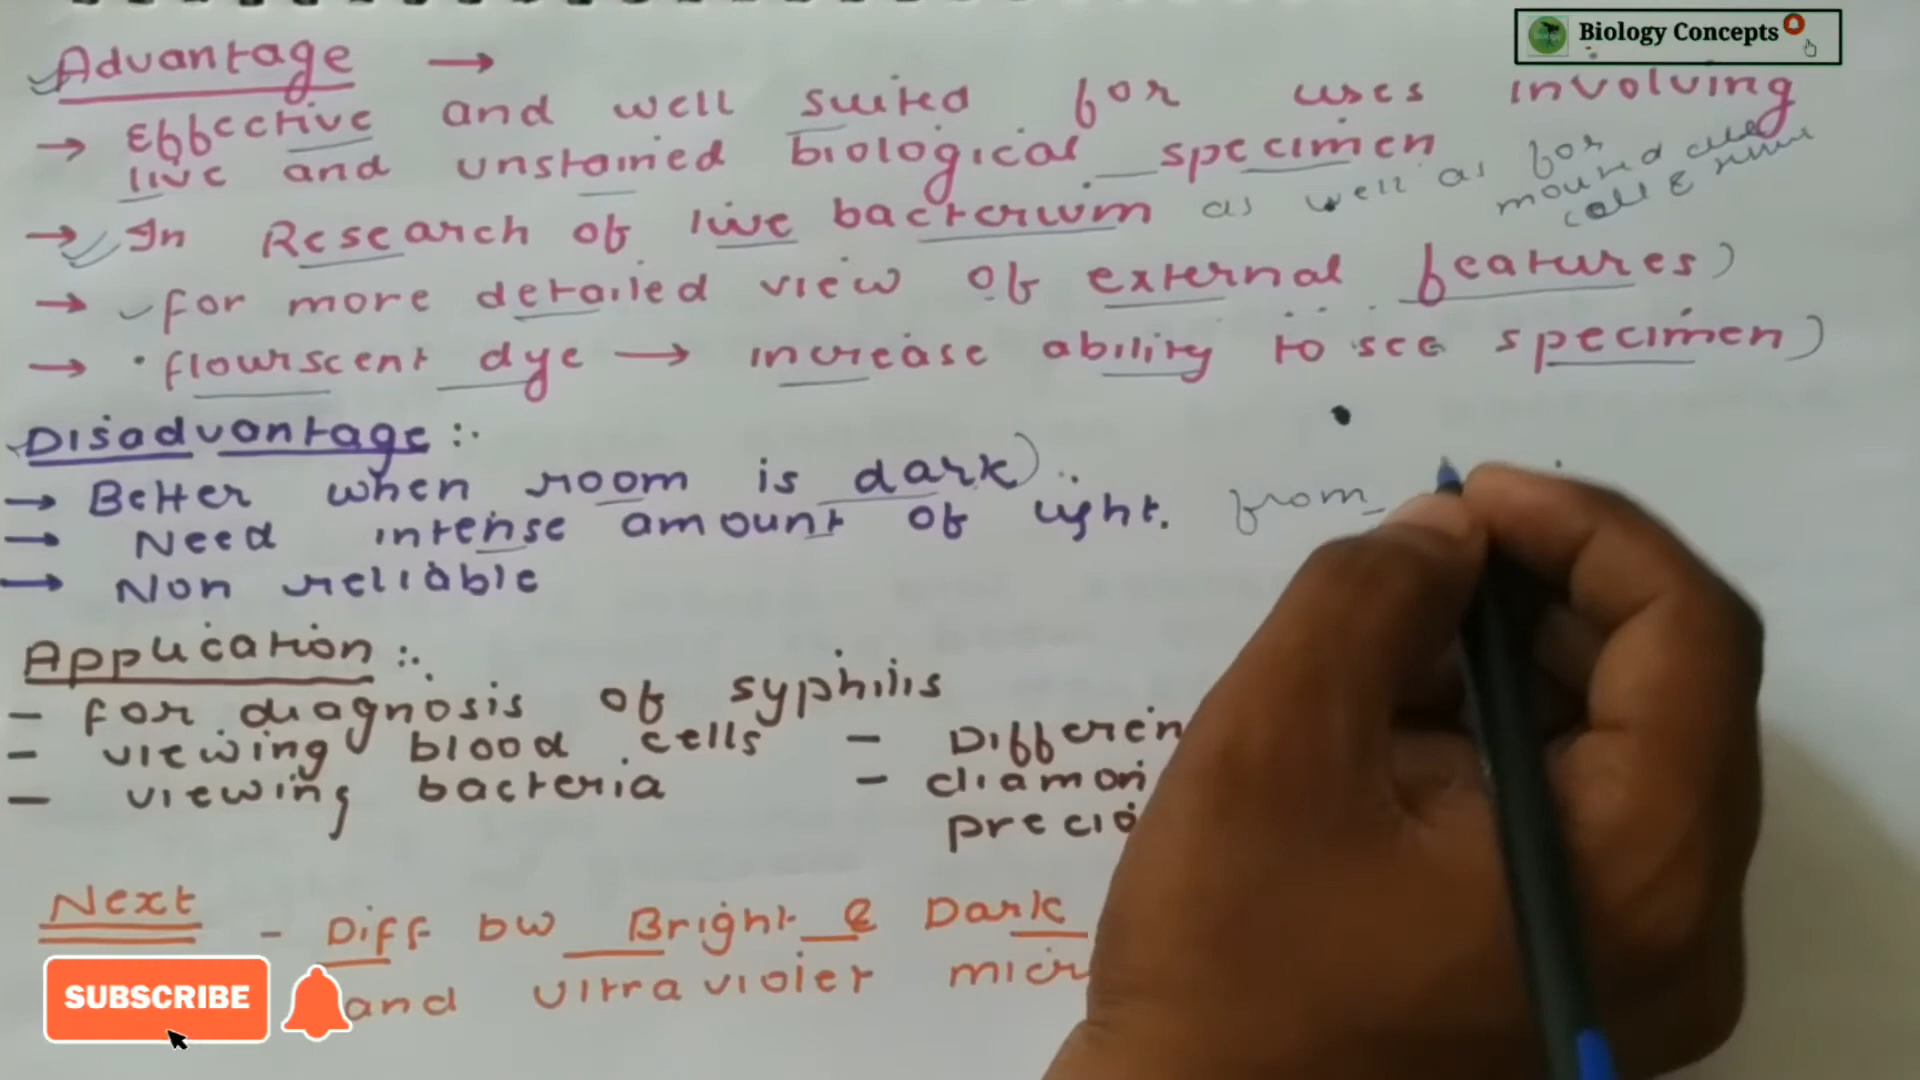 Biology Concepts
Advantage →
→ Effective and well suited for uses involving
live and unstained biological specimen
→ In Research of live bacterium as well as for
mounted
cell &
→ for more detailed view of external features)
→ flourscent dye → increase ability to see specimen)
Disadvantage :-
→ Better when room is dark)
→ Need intense amount of light. from
→ Non reliable
Application :-
- for diagnosis of syphilis
- viewing blood cells - Differen
- viewing bacteria - diamon
precio
Next - Diff bw Bright & Dark
and ultraviolet micr
SUBSCRIBE